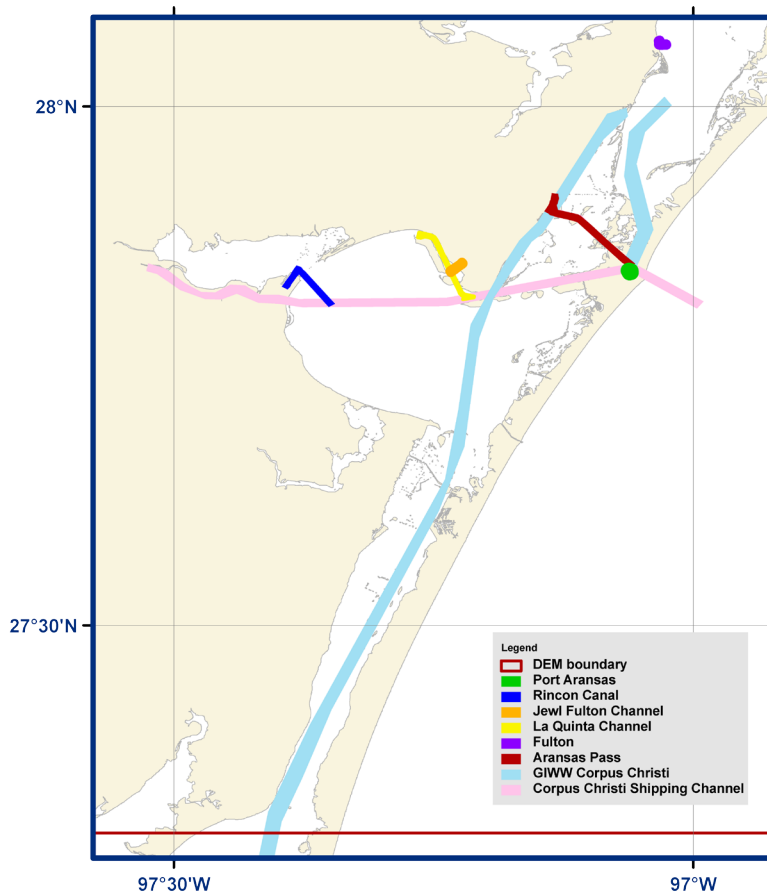 28°N
27°30'N
Legend
DEM boundary
Port Aransas
Rincon Canal
Jewl Fulton Channel
La Quinta Channel
Fulton
Aransas Pass
GIWW Corpus Christi
Corpus Christi Shipping Channel
97°30'W
97°W